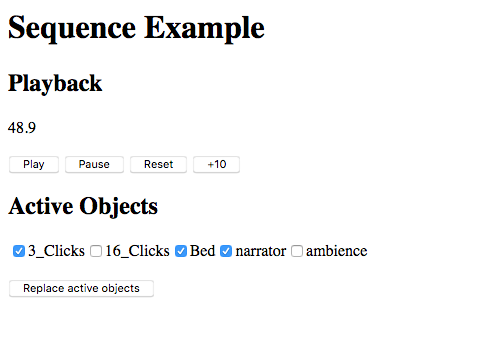 Sequence Example
Playback
48.9
Play Pause Reset +10
Active Objects
3_Clicks 16_Clicks Bed narrator ambience
Replace active objects